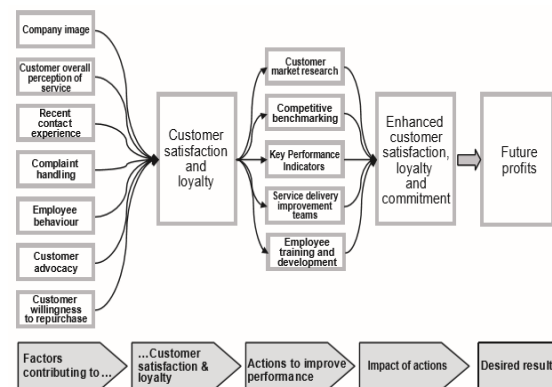 Company image
Customer overall
perception of
service
Recent
contact
experience
Complaint
handling
Employee
behaviour
Customer
advocacy
Customer
willingness
to repurchase
Customer
satisfaction
and
loyalty
Customer
market research
Competitive
benchmarking
Key Performance
Indicators
Service delivery
improvement
teams
Employee
training and
development
Enhanced
customer
satisfaction,
loyalty
and
commitment
Future
profits
Factors
contributing to ...
...Customer
satisfaction &
loyalty
Actions to improve
performance
Impact of actions
Desired result